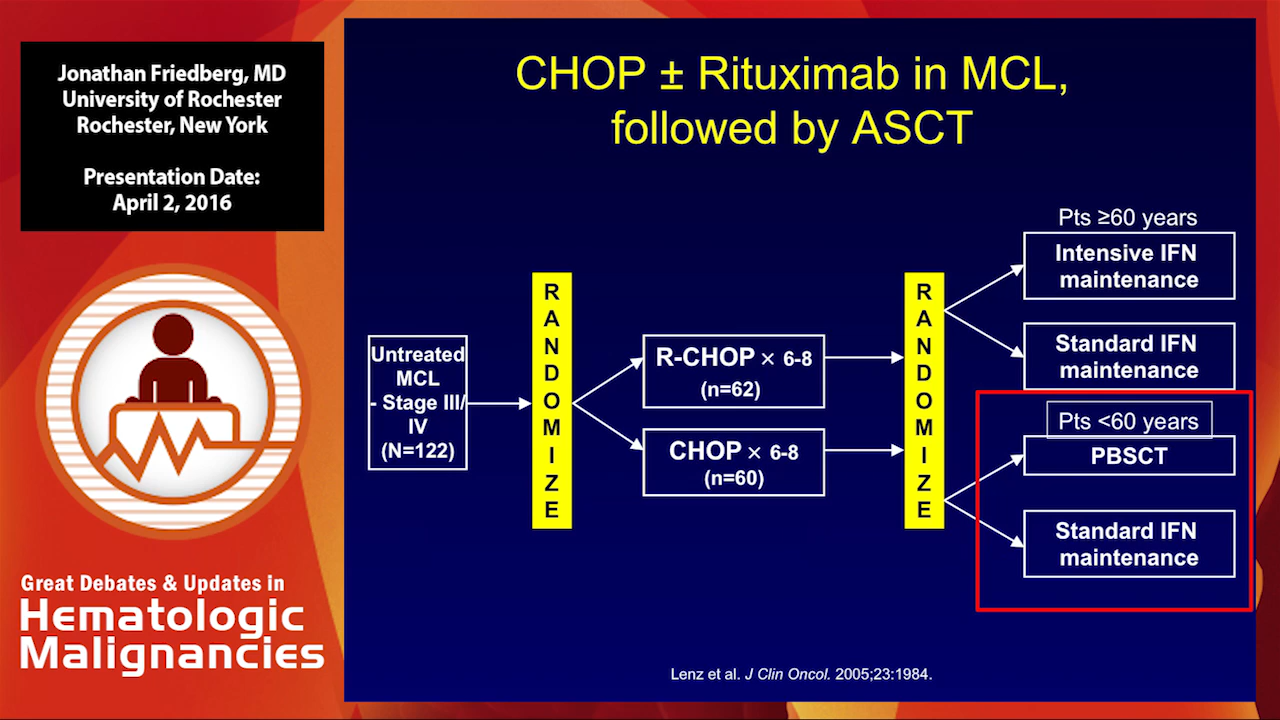 Jonathan Friedberg, MD
University of Rochester
Rochester, New York
Presentation Date:
April 2, 2016
Great Debates & Updates in
Hematologic
Malignancies
CHOP ± Rituximab in MCL,
followed by ASCT
Untreated
MCL
- Stage III/
IV
(N=122)
R
A
N
D
O
M
I
Z
E
R-CHOP × 6-8
(n=62)
CHOP × 6-8
(n=60)
R
A
N
D
O
M
I
Z
E
Pts ≥60 years
Intensive IFN
maintenance
Standard IFN
maintenance
Pts <60 years
PBSCT
Standard IFN
maintenance
Lenz et al. J Clin Oncol. 2005;23:1984.